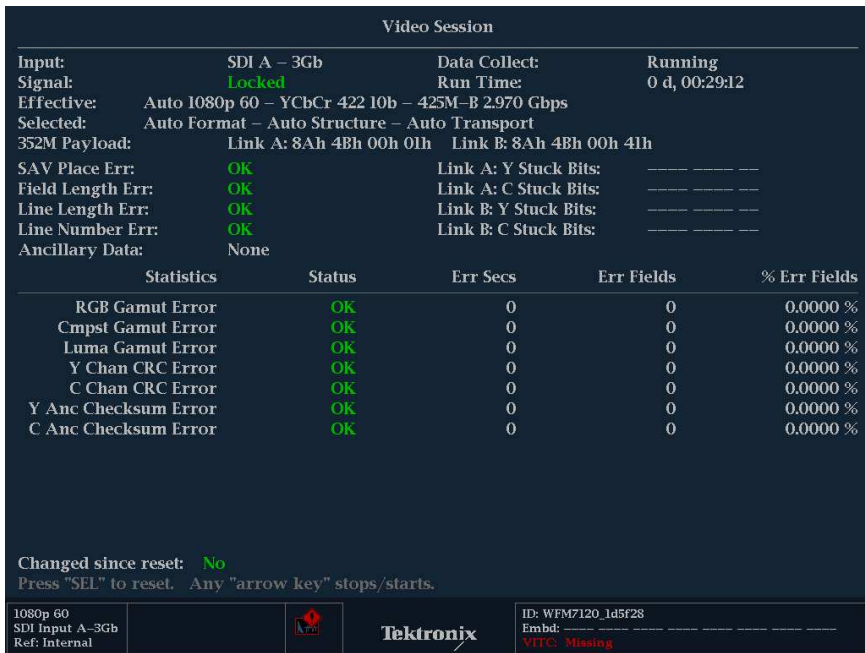 Video Session
Input: SDI A – 3Gb Data Collect: Running
Signal: Locked Run Time: 0 d, 00:29:12
Effective: Auto 1080p 60 – YCbCr 422 10b – 425M–B 2.970 Gbps
Selected: Auto Format – Auto Structure – Auto Transport
352M Payload: Link A: 8Ah 4Bh 00h 01h Link B: 8Ah 4Bh 00h 41h
SAV Place Err: OK Link A: Y Stuck Bits: –––– –––– ––
Field Length Err: OK Link A: C Stuck Bits: –––– –––– ––
Line Length Err: OK Link B: Y Stuck Bits: –––– –––– ––
Line Number Err: OK Link B: C Stuck Bits: –––– –––– ––
Ancillary Data: None
Statistics Status Err Secs Err Fields % Err Fields
RGB Gamut Error OK 0 0 0.0000 %
Cmpst Gamut Error OK 0 0 0.0000 %
Luma Gamut Error OK 0 0 0.0000 %
Y Chan CRC Error OK 0 0 0.0000 %
C Chan CRC Error OK 0 0 0.0000 %
Y Anc Checksum Error OK 0 0 0.0000 %
C Anc Checksum Error OK 0 0 0.0000 %
Changed since reset: No
Press "SEL" to reset. Any "arrow key" stops/starts.
1080p 60
SDI Input A–3Gb
Ref: Internal
Tektronix
ID: WFM7120_1d5f28
Embd: –––– –––– –––– –––– –––– –––– –––– ––––
VITC: Missing